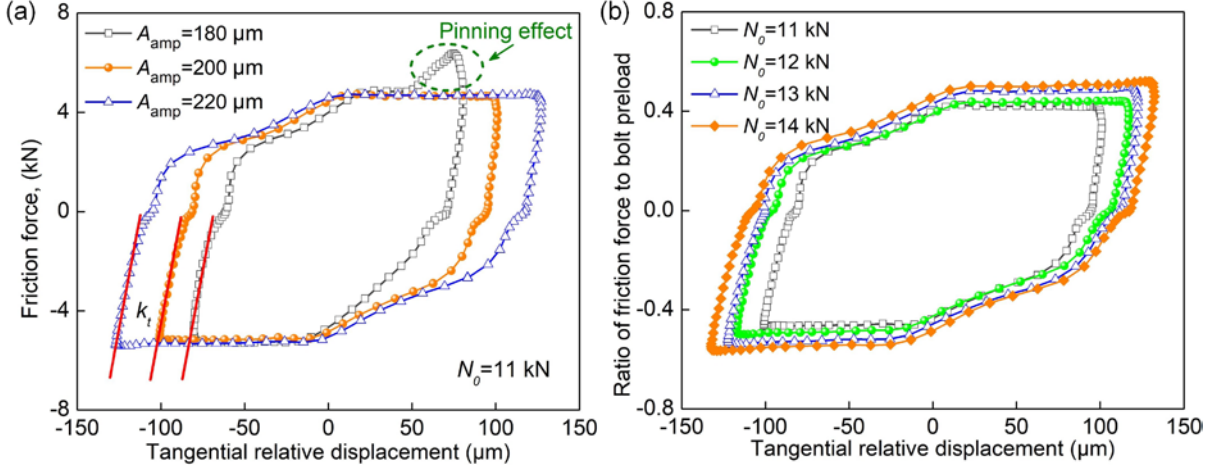 (a)
Friction force, (kN)
8
4
0
-4
-8
A_amp=180 μm
A_amp=200 μm
A_amp=220 μm
Pinning effect
k_t
N_0=11 kN
-150 -100 -50 0 50 100 150
Tangential relative displacement (μm)
(b)
Ratio of friction force to bolt preload
0.8
0.4
0.0
-0.4
-0.8
N_0=11 kN
N_0=12 kN
N_0=13 kN
N_0=14 kN
-150 -100 -50 0 50 100 150
Tangential relative displacement (μm)